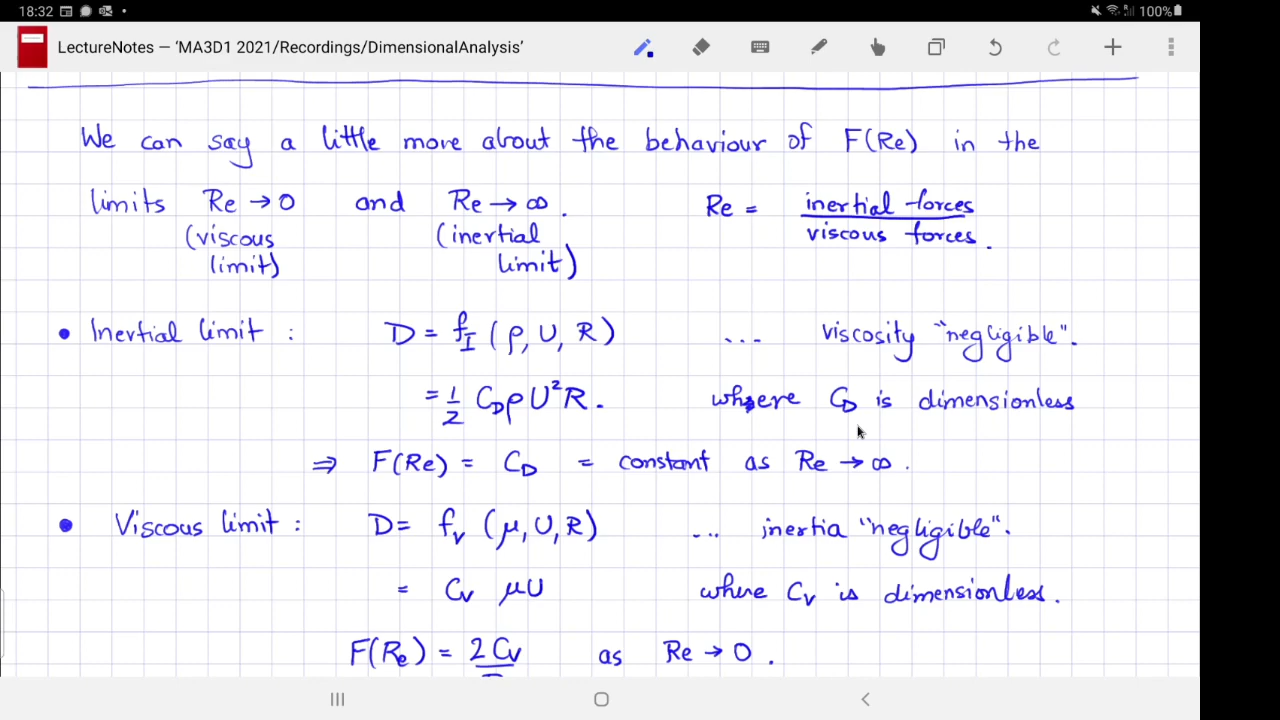 18:32
100%
LectureNotes — ‘MA3D1 2021/Recordings/DimensionalAnalysis’
We can say a little more about the behaviour of F(Re) in the
limits Re → 0 and Re → ∞ . Re = inertial forces / viscous forces .
(viscous limit) (inertial limit)
• Inertial limit : D = f_I (ρ, U, R) ... viscosity "negligible".
= 1/2 C_D ρ U² R . where C_D is dimensionless
⇒ F(Re) = C_D = constant as Re → ∞ .
• Viscous limit : D = f_v (μ, U, R) ... inertia "negligible".
= C_v μU where C_v is dimensionless.
F(Re) = 2 C_v as Re → 0 .